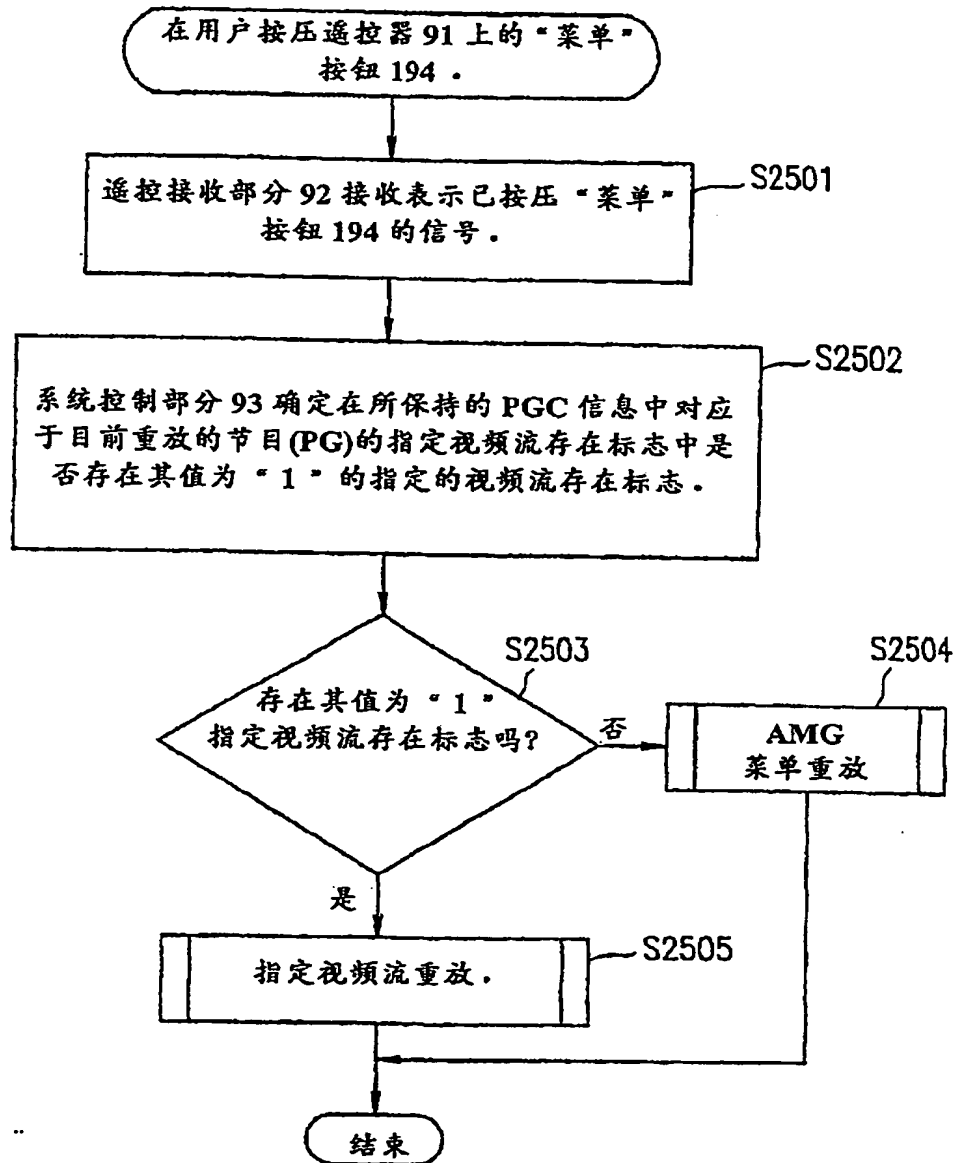 在用户按压遥控器 91 上的“菜单”
按钮 194 .
遥控接收部分 92 接收表示已按压“菜单”
按钮 194 的信号 .
S2501
系统控制部分 93 确定在所保持的 PGC 信息中对应
于目前重放的节目(PG)的指定视频流存在标志中是
否存在其值为“1”的指定的视频流存在标志 .
S2502
存在其值为“1”
指定视频流存在标志吗?
S2503
否
AMG
菜单重放
S2504
是
指定视频流重放 .
S2505
结束